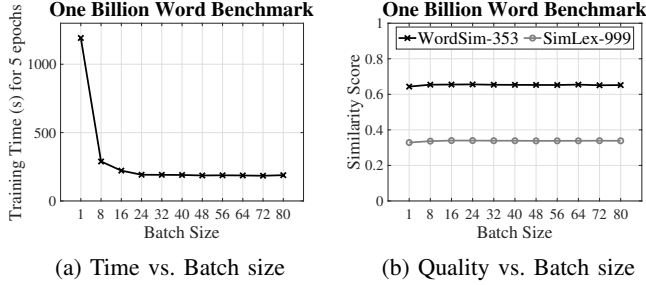 One Billion Word Benchmark
Training Time (s) for 5 epochs
1000
500
0
1 8 16 24 32 40 48 56 64 72 80
Batch Size
(a) Time vs. Batch size
One Billion Word Benchmark
WordSim-353 SimLex-999
Similarity Score
1
0.8
0.6
0.4
0.2
0
1 8 16 24 32 40 48 56 64 72 80
Batch Size
(b) Quality vs. Batch size